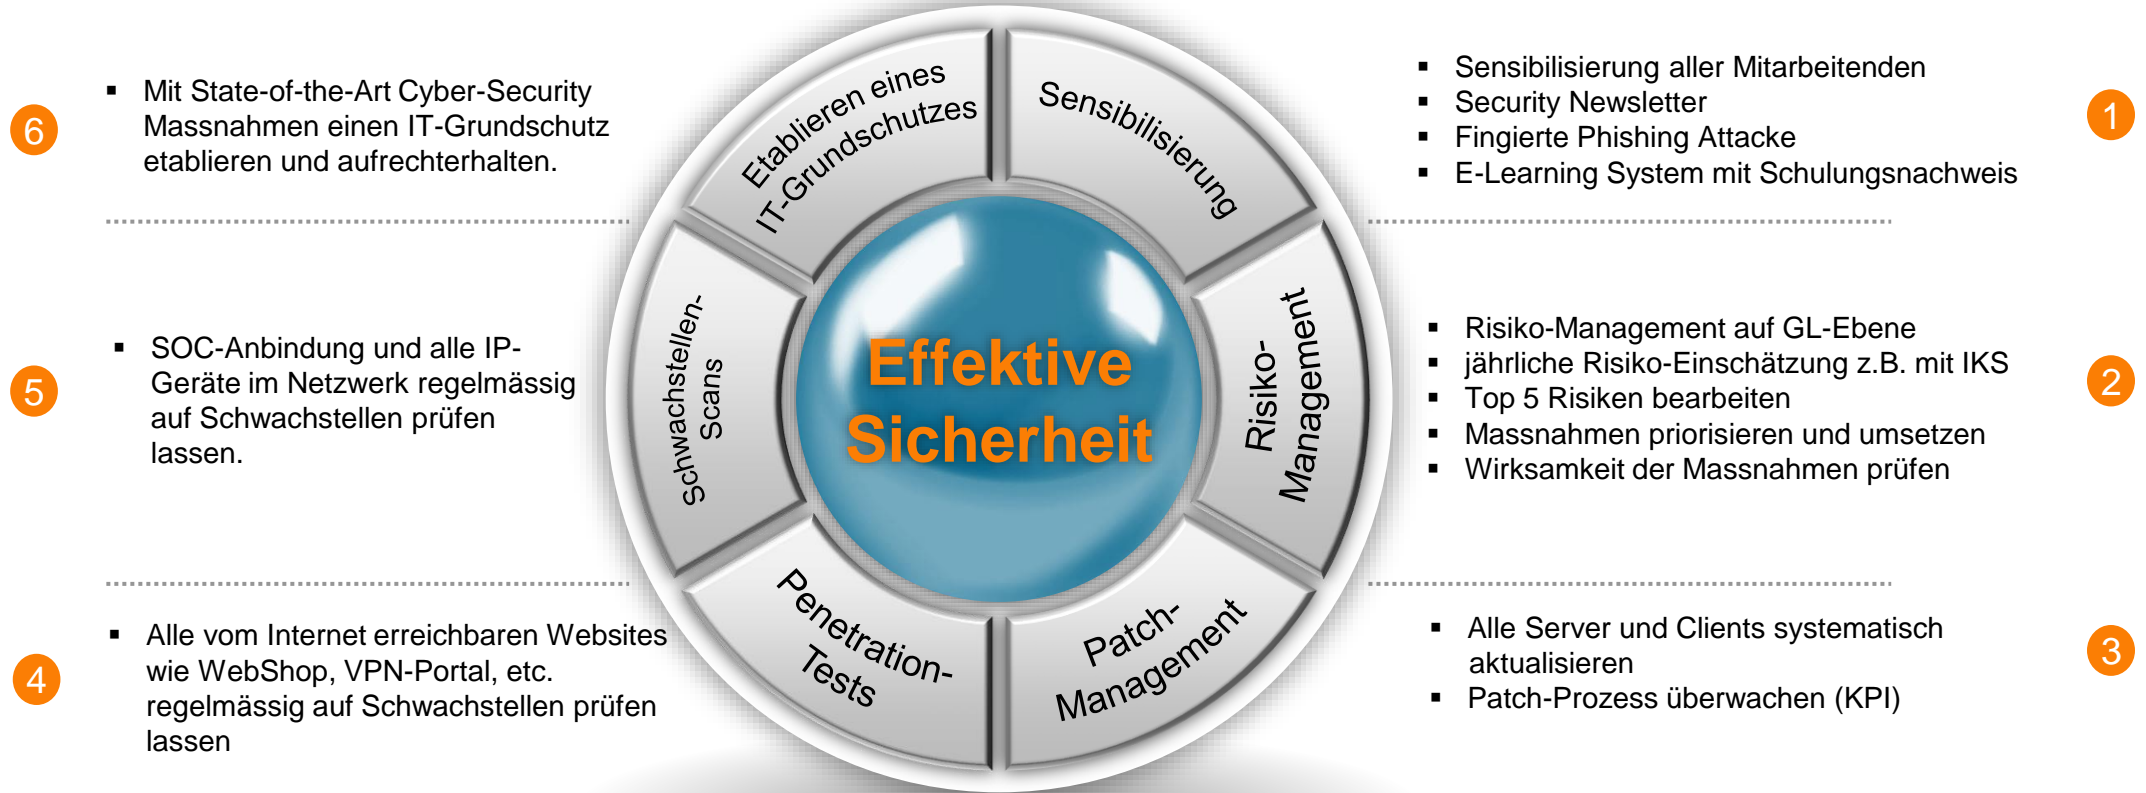 Effektive
Sicherheit
Sensibilisierung
1
▪ Sensibilisierung aller Mitarbeitenden
▪ Security Newsletter
▪ Fingierte Phishing Attacke
▪ E-Learning System mit Schulungsnachweis
Risiko-
Management
2
▪ Risiko-Management auf GL-Ebene
▪ jährliche Risiko-Einschätzung z.B. mit IKS
▪ Top 5 Risiken bearbeiten
▪ Massnahmen priorisieren und umsetzen
▪ Wirksamkeit der Massnahmen prüfen
Patch-
Management
3
▪ Alle Server und Clients systematisch
aktualisieren
▪ Patch-Prozess überwachen (KPI)
Penetration-
Tests
4
▪ Alle vom Internet erreichbaren Websites
wie WebShop, VPN-Portal, etc.
regelmässig auf Schwachstellen prüfen
lassen
Schwachstellen-
Scans
5
▪ SOC-Anbindung und alle IP-
Geräte im Netzwerk regelmässig
auf Schwachstellen prüfen
lassen.
Etablieren eines
IT-Grundschutzes
6
▪ Mit State-of-the-Art Cyber-Security
Massnahmen einen IT-Grundschutz
etablieren und aufrechterhalten.